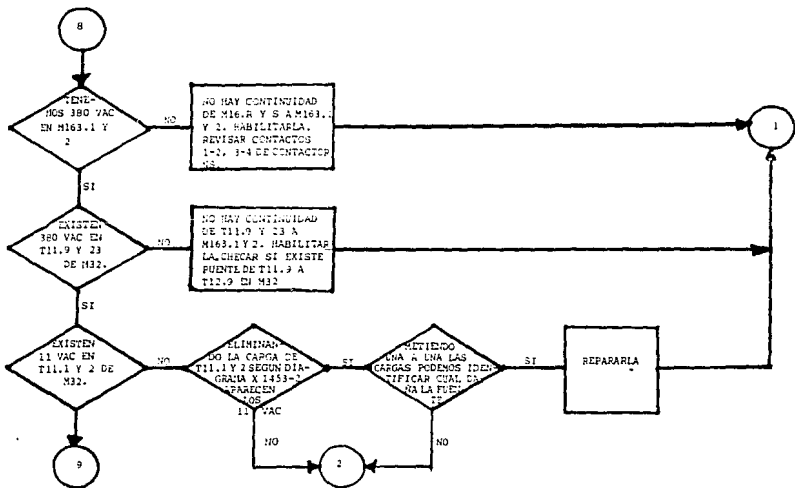 8
TENE-
MOS 380 VAC
EN M163.1 Y
2
NO
NO HAY CONTINUIDAD
DE M16.R Y S A M163.1
Y 2. HABILITARLA.
REVISAR CONTACTOS
1-2, 3-4 DE CONTACTOR
1
SI
EXISTEN
380 VAC EN
T11.9 Y 23
DE M32.
NO
NO HAY CONTINUIDAD
DE T11.9 Y 23 A
M163.1 Y 2. HABILITAR
LA.CHECAR SI EXISTE
PUENTE DE T11.9 A
T12.9 EN M32
SI
EXISTEN
11 VAC EN
T11.1 Y 2 DE
M32.
NO
ELIMINAN-
DO LA CARGA DE
T11.1 Y 2 SEGUN DIA-
GRAMA X 1453-2
APARECEN
LOS
11 VAC
SI
METIENDO
UNA A UNA LAS
CARGAS PODEMOS IDEN-
TIFICAR CUAL DA-
ÑA LA FUEN
TE
SI
REPARARLA
NO
NO
9
2